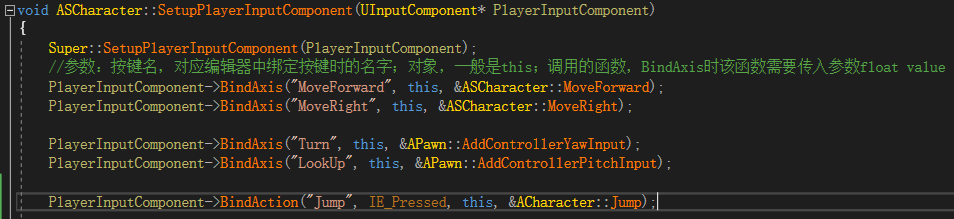 void ASCharacter::SetupPlayerInputComponent(UInputComponent* PlayerInputComponent)
{
Super::SetupPlayerInputComponent(PlayerInputComponent);
//参数：按键名，对应编辑器中绑定按键时的名字；对象，一般是this；调用的函数，BindAxis时该函数需要传入参数float value
PlayerInputComponent->BindAxis("MoveForward", this, &ASCharacter::MoveForward);
PlayerInputComponent->BindAxis("MoveRight", this, &ASCharacter::MoveRight);
PlayerInputComponent->BindAxis("Turn", this, &APawn::AddControllerYawInput);
PlayerInputComponent->BindAxis("LookUp", this, &APawn::AddControllerPitchInput);
PlayerInputComponent->BindAction("Jump", IE_Pressed, this, &ACharacter::Jump);